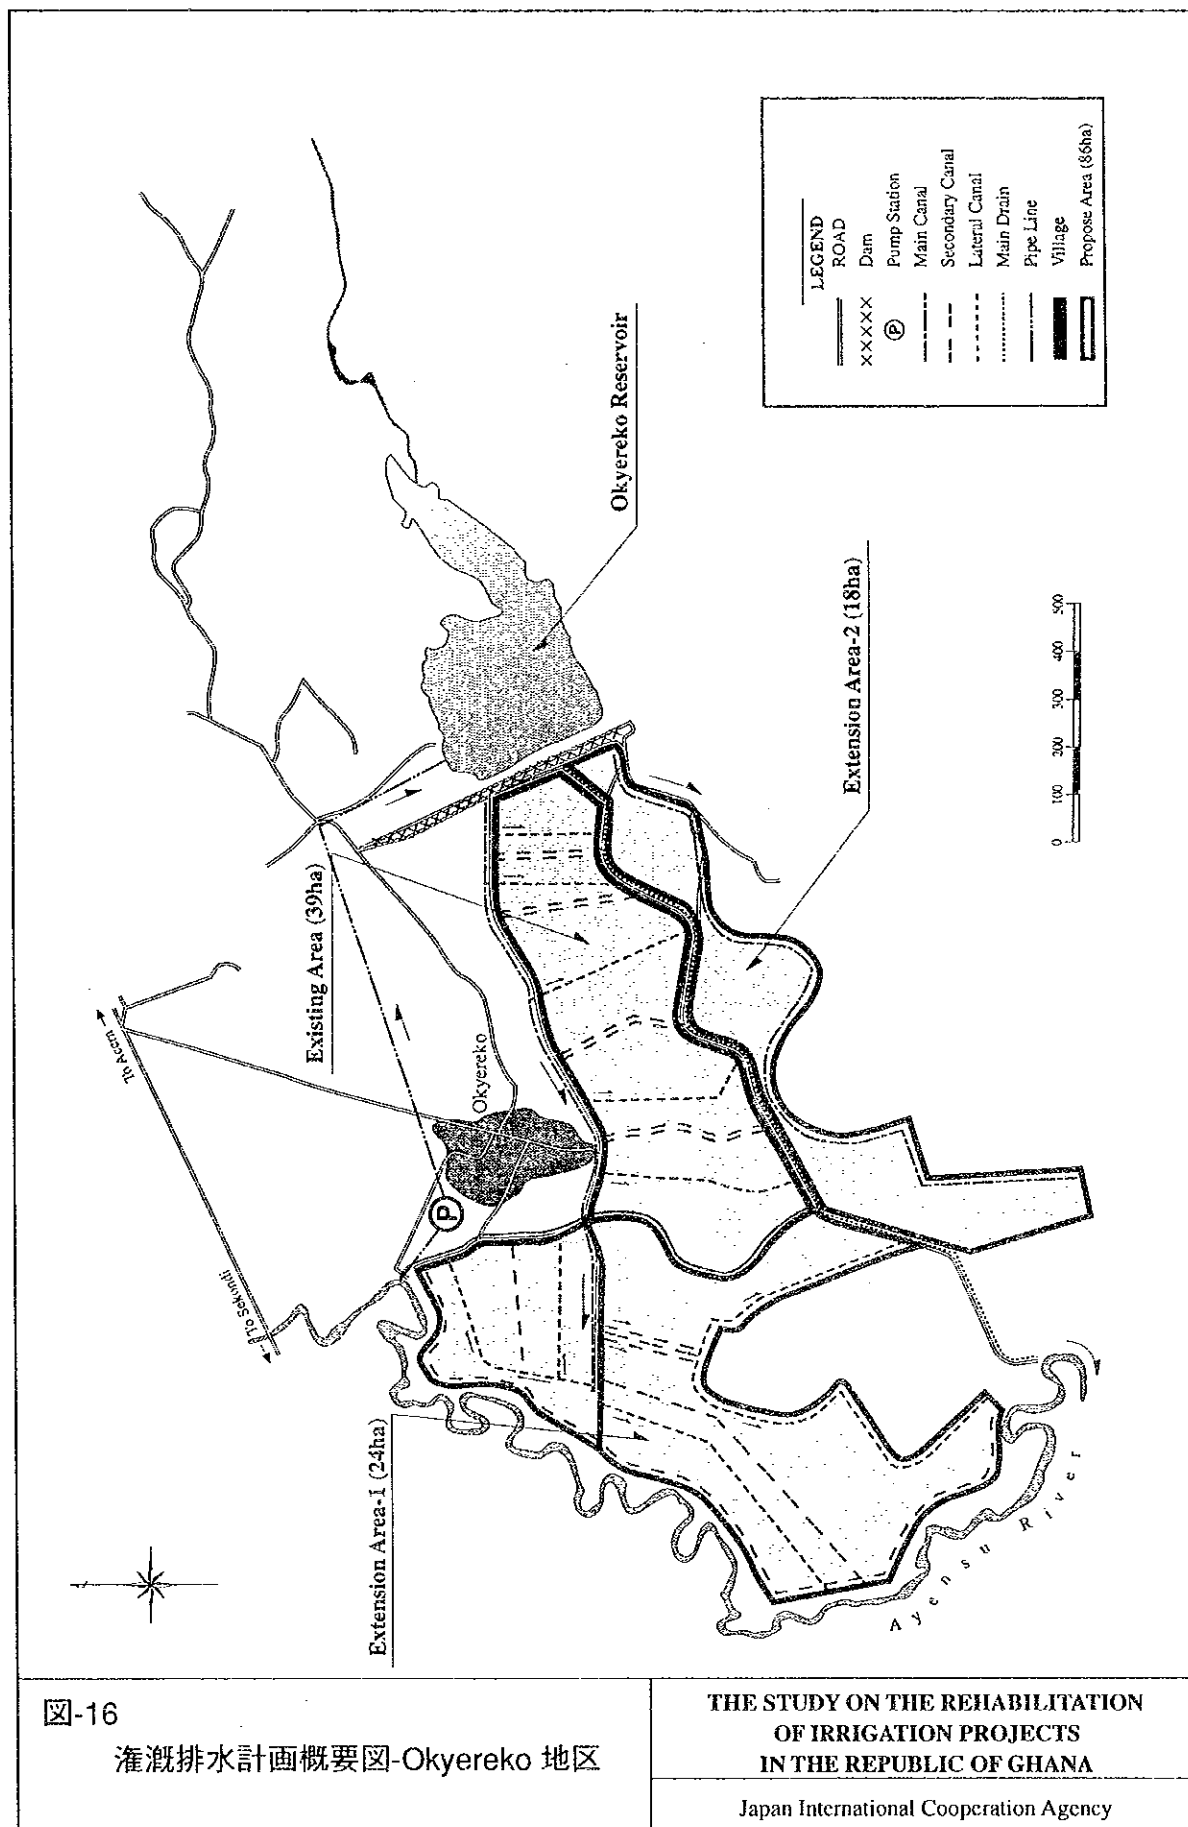 To Accra
To Sekondi
Existing Area (39ha)
Okyereko
P
Extension Area-1 (24ha)
Okyereko Reservoir
Extension Area-2 (18ha)
Ayensu River
0 100 200 300 400 500
LEGEND
ROAD
Dam
P Pump Station
Main Canal
Secondary Canal
Lateral Canal
Main Drain
Pipe Line
Village
Propose Area (86ha)
図-16
潅漑排水計画概要図-Okyereko 地区
THE STUDY ON THE REHABILITATION
OF IRRIGATION PROJECTS
IN THE REPUBLIC OF GHANA
Japan International Cooperation Agency